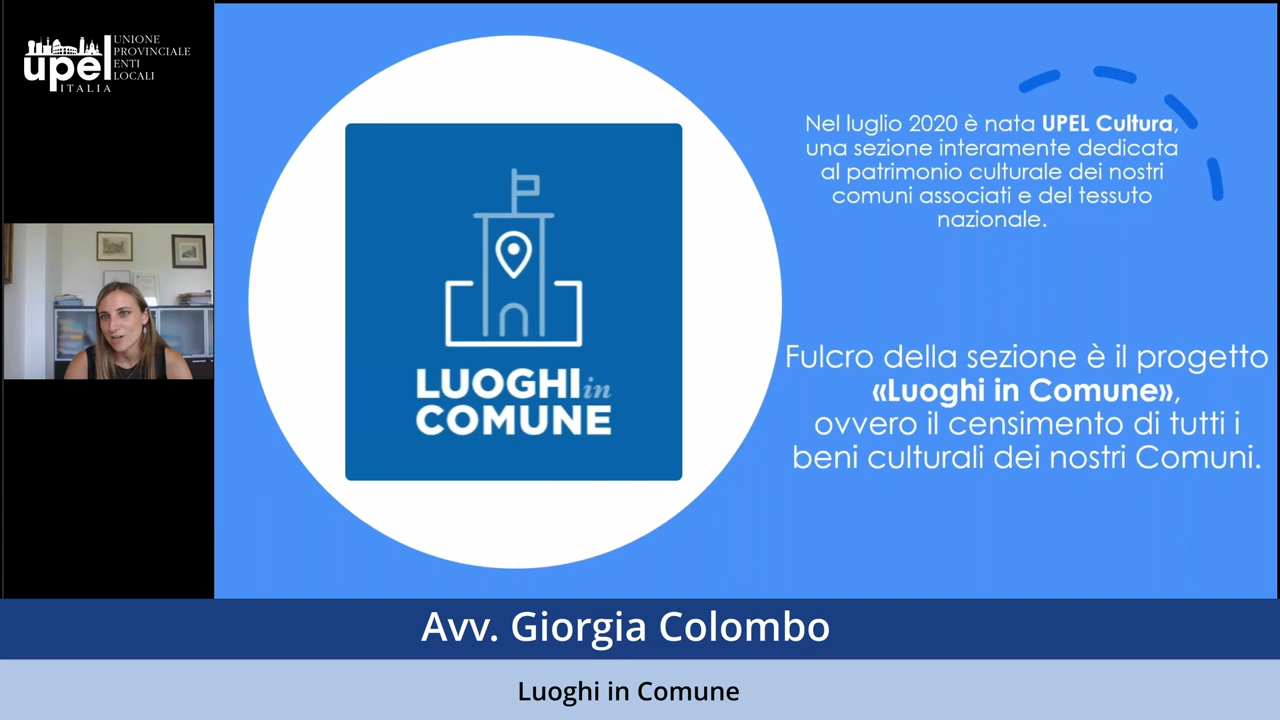 upel
ITALIA
UNIONE
PROVINCIALE
ENTI
LOCALI
LUOGHI in
COMUNE
Nel luglio 2020 è nata UPEL Cultura,
una sezione interamente dedicata
al patrimonio culturale dei nostri
comuni associati e del tessuto
nazionale.
Fulcro della sezione è il progetto
«Luoghi in Comune»,
ovvero il censimento di tutti i
beni culturali dei nostri Comuni.
Avv. Giorgia Colombo
Luoghi in Comune